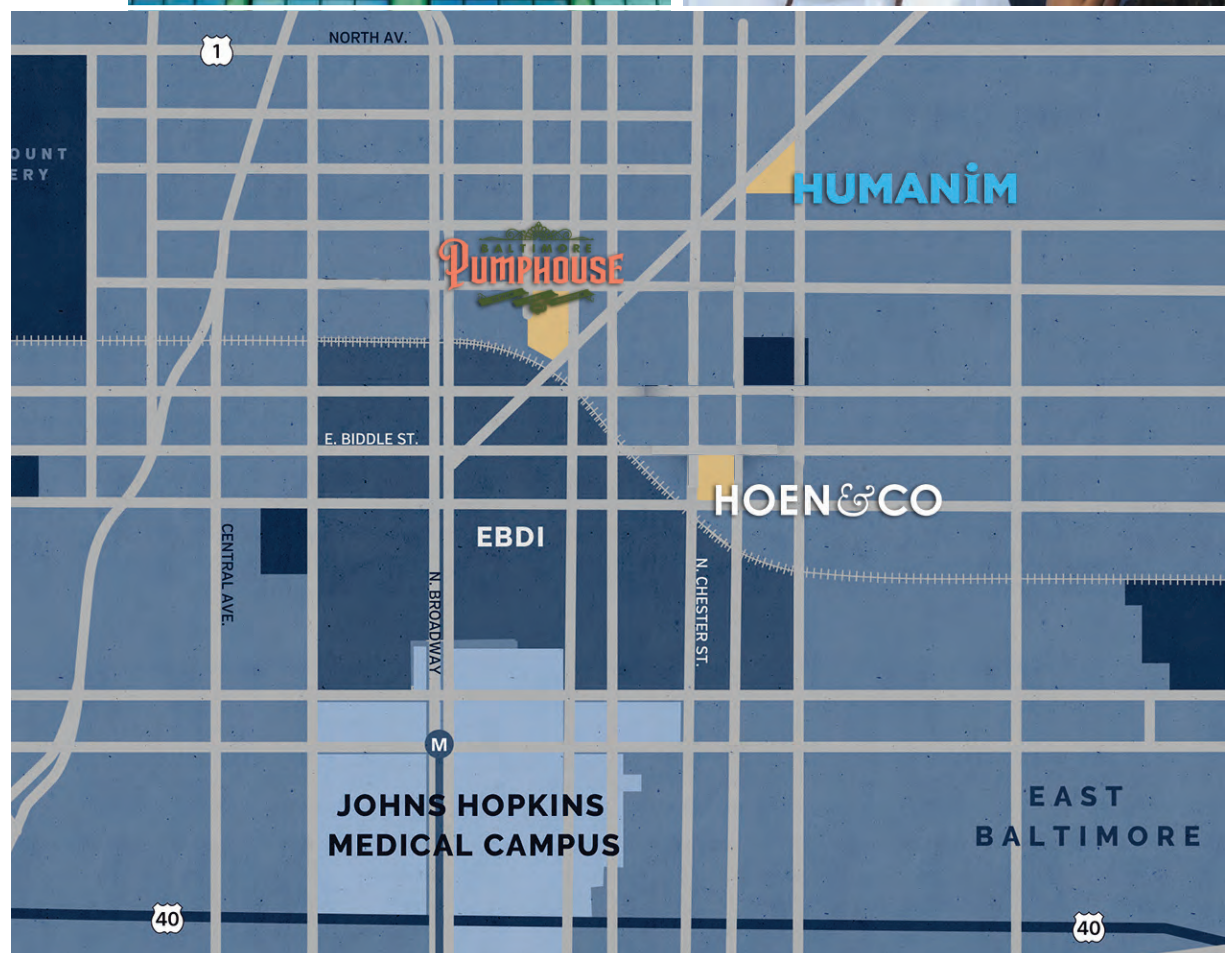 NORTH AV.
1
OUNT
ERY
HUMANiM
BALTIMORE
PUMPHOUSE
E. BIDDLE ST.
HOEN&CO
EBDI
CENTRAL AVE.
N. BROADWAY
N. CHESTER ST.
M
JOHNS HOPKINS
MEDICAL CAMPUS
EAST
BALTIMORE
40
40